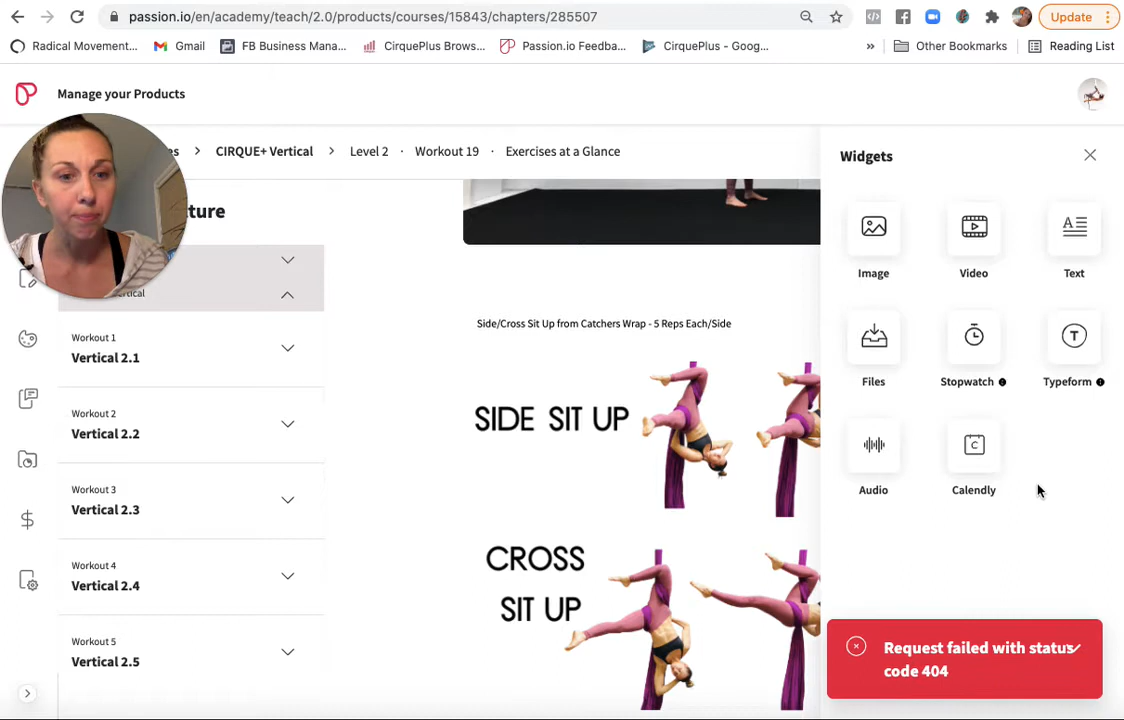 passion.io/en/academy/teach/2.0/products/courses/15843/chapters/285507
Update
Radical Movement...
Gmail
FB Business Mana...
CirquePlus Brows...
Passion.io Feedba...
CirquePlus - Goog...
»
Other Bookmarks
Reading List
Manage your Products
es > CIRQUE+ Vertical > Level 2 · Workout 19 · Exercises at a Glance
Widgets
ture
rtical
Workout 1
Vertical 2.1
Workout 2
Vertical 2.2
Workout 3
Vertical 2.3
Workout 4
Vertical 2.4
Workout 5
Vertical 2.5
Side/Cross Sit Up from Catchers Wrap - 5 Reps Each/Side
SIDE SIT UP
CROSS
SIT UP
Image
Video
Text
Files
Stopwatch
Typeform
Audio
Calendly
Request failed with status
code 404